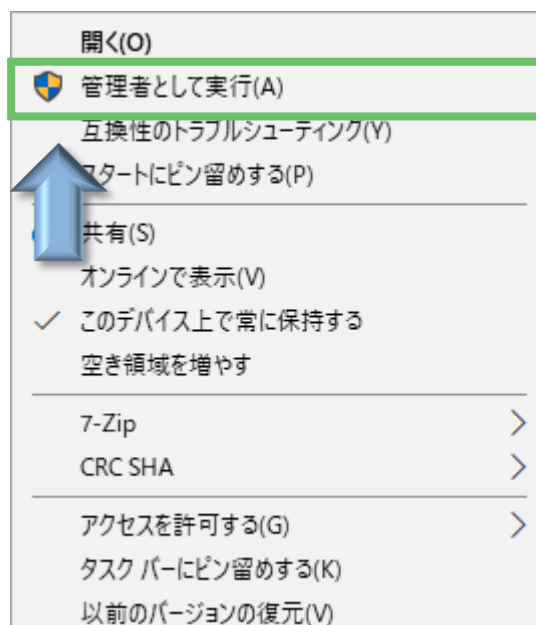 開く(O)
管理者として実行(A)
互換性のトラブルシューティング(Y)
スタートにピン留めする(P)
共有(S)
オンラインで表示(V)
このデバイス上で常に保持する
空き領域を増やす
7-Zip
CRC SHA
アクセスを許可する(G)
タスク バーにピン留めする(K)
以前のバージョンの復元(V)